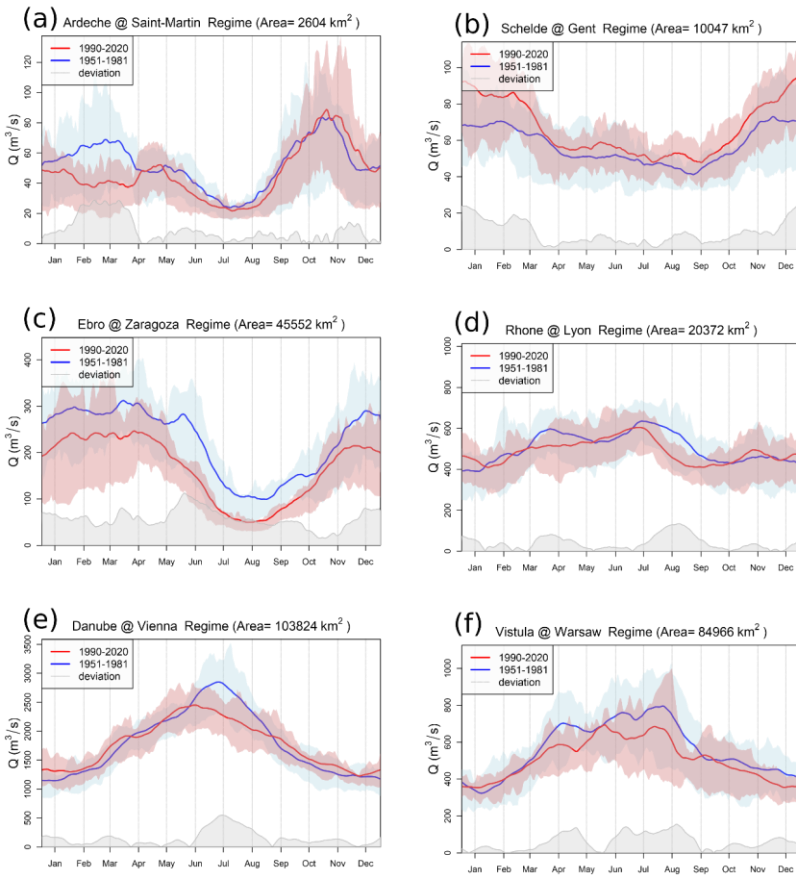 (a)
Ardeche @ Saint-Martin Regime (Area= 2604 km²)
1990-2020
1951-1981
deviation
Q (m³/s)
120
100
80
60
40
20
0
Jan Feb Mar Apr May Jun Jul Aug Sep Oct Nov Dec
(b)
Schelde @ Gent Regime (Area= 10047 km²)
1990-2020
1951-1981
deviation
Q (m³/s)
100
80
60
40
20
0
Jan Feb Mar Apr May Jun Jul Aug Sep Oct Nov Dec
(c)
Ebro @ Zaragoza Regime (Area= 45552 km²)
1990-2020
1951-1981
deviation
Q (m³/s)
400
300
200
100
0
Jan Feb Mar Apr May Jun Jul Aug Sep Oct Nov Dec
(d)
Rhone @ Lyon Regime (Area= 20372 km²)
1990-2020
1951-1981
deviation
Q (m³/s)
1000
800
600
400
200
0
Jan Feb Mar Apr May Jun Jul Aug Sep Oct Nov Dec
(e)
Danube @ Vienna Regime (Area= 103824 km²)
1990-2020
1951-1981
deviation
Q (m³/s)
3500
3000
2500
2000
1500
1000
500
0
Jan Feb Mar Apr May Jun Jul Aug Sep Oct Nov Dec
(f)
Vistula @ Warsaw Regime (Area= 84966 km²)
1990-2020
1951-1981
deviation
Q (m³/s)
1000
800
600
400
200
0
Jan Feb Mar Apr May Jun Jul Aug Sep Oct Nov Dec